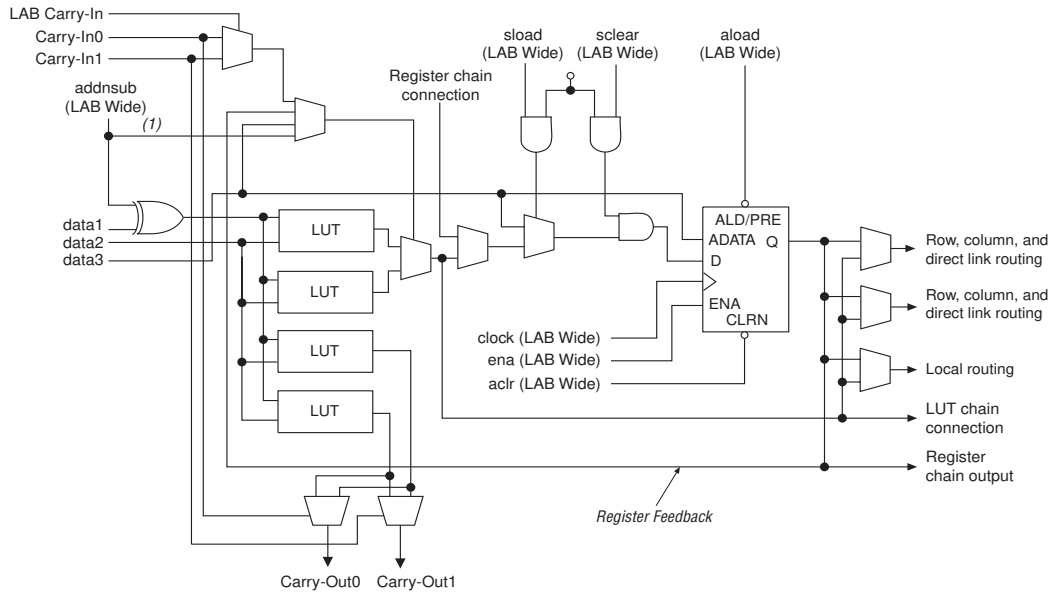 LAB Carry-In
Carry-In0
Carry-In1
addnsub
(LAB Wide)
(1)
data1
data2
data3
Register chain
connection
sload
(LAB Wide)
sclear
(LAB Wide)
aload
(LAB Wide)
LUT
LUT
LUT
LUT
ALD/PRE
ADATA
Q
D
ENA
CLRN
clock (LAB Wide)
ena (LAB Wide)
aclr (LAB Wide)
Row, column, and
direct link routing
Row, column, and
direct link routing
Local routing
LUT chain
connection
Register
chain output
Register Feedback
Carry-Out0
Carry-Out1